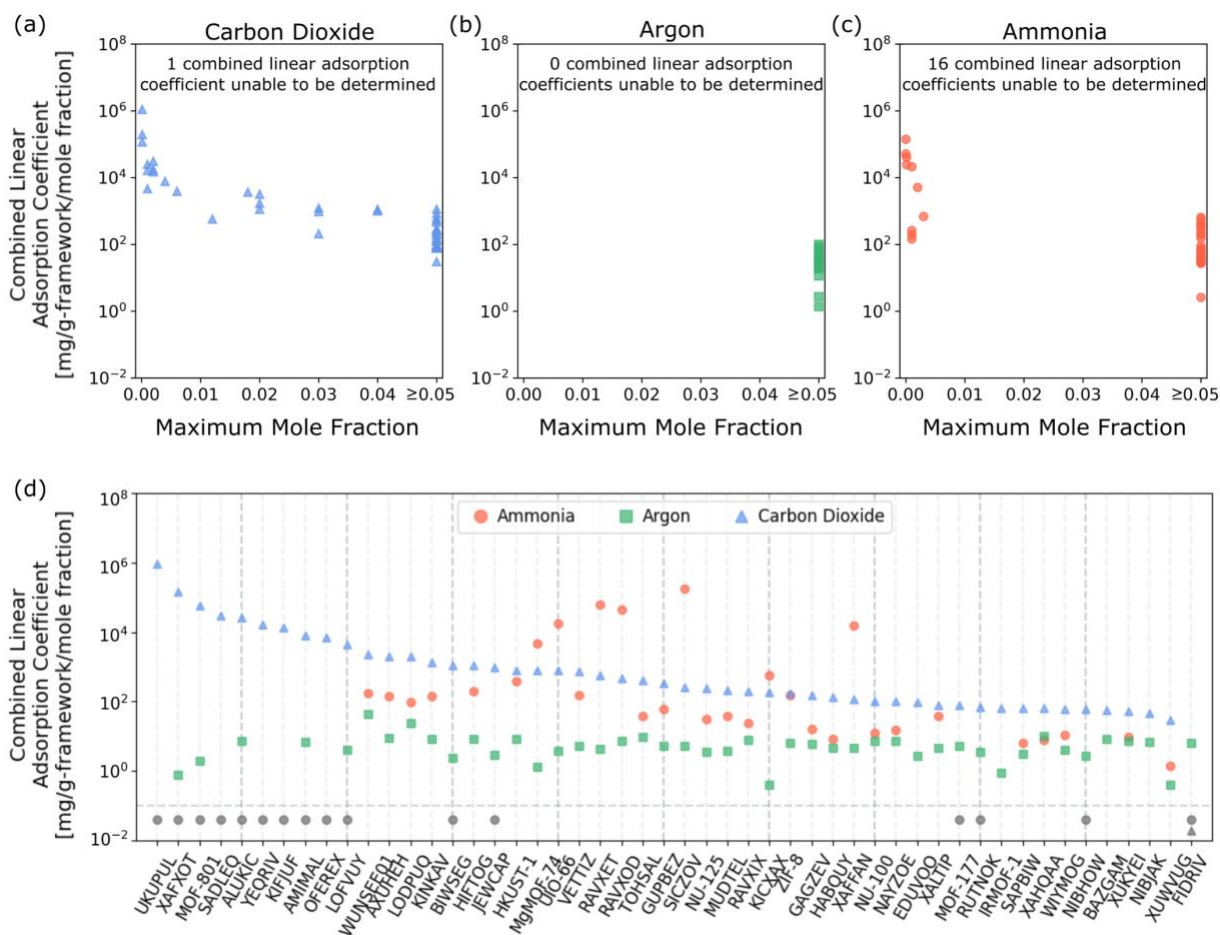 (a)
Carbon Dioxide
1 combined linear adsorption
coefficient unable to be determined
10^8
10^6
10^4
10^2
10^0
10^-2
Combined Linear
Adsorption Coefficient
[mg/g-framework/mole fraction]
0.00 0.01 0.02 0.03 0.04 ≥0.05
Maximum Mole Fraction
(b)
Argon
0 combined linear adsorption
coefficients unable to be determined
10^8
10^6
10^4
10^2
10^0
10^-2
0.00 0.01 0.02 0.03 0.04 ≥0.05
Maximum Mole Fraction
(c)
Ammonia
16 combined linear adsorption
coefficients unable to be determined
10^8
10^6
10^4
10^2
10^0
10^-2
0.00 0.01 0.02 0.03 0.04 ≥0.05
Maximum Mole Fraction
(d)
Ammonia Argon Carbon Dioxide
10^8
10^6
10^4
10^2
10^0
10^-2
Combined Linear
Adsorption Coefficient
[mg/g-framework/mole fraction]
UKUPUL
XAFXOT
MOF-801
SADLEQ
ALUKIC
YEQRIV
KFJUF
AMIMAL
OFEREX
LOFVUY
WUNSEE01
AXUHEH
LODPUQ
KINKAV
BIWSEG
HIFTOG
JEWCAP
HKUST-1
MgMOF-74
UiO-66
VETTIZ
RAVXET
RAVXOD
TOHSAL
GUPBEZ
SICZOV
NU-125
MUDTEL
RAVXIX
KICXAX
ZIF-8
GAGZEV
HABQUY
XAFFAN
NU-100
NAYZOE
EDUVOO
XALTIP
MOF-177
RUTNOK
IRMOF-1
SAPBIW
XAHQAA
WIYMOG
NIBHOW
BAZGAM
XUKYEI
NIBJAK
XUWVUG
FIDRIV